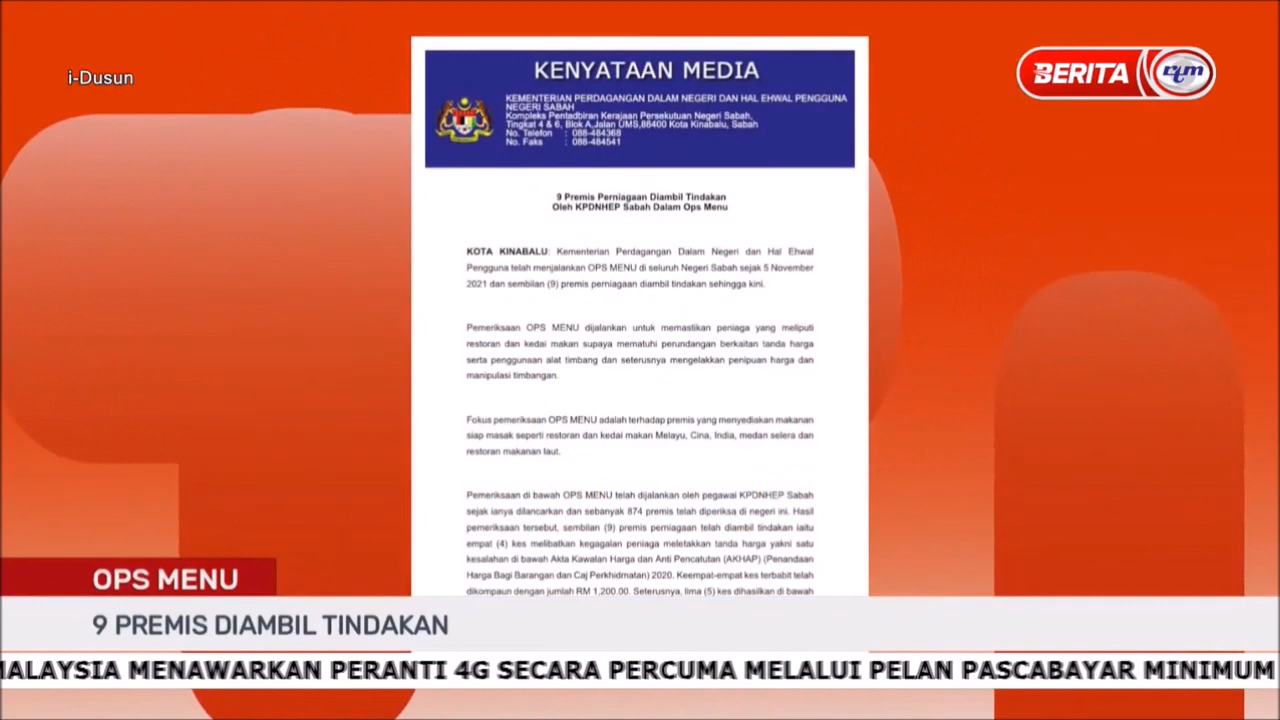 i-Dusun
BERITA rtm
KENYATAAN MEDIA
KEMENTERIAN PERDAGANGAN DALAM NEGERI DAN HAL EHWAL PENGGUNA
NEGERI SABAH
Kompleks Pentadbiran Kerajaan Persekutuan Negeri Sabah,
Tingkat 4 & 6, Blok A,Jalan UMS,88400 Kota Kinabalu, Sabah
No. Telefon : 088-484368
No. Faks : 088-484541
9 Premis Perniagaan Diambil Tindakan
Oleh KPDNHEP Sabah Dalam Ops Menu
KOTA KINABALU: Kementerian Perdagangan Dalam Negeri dan Hal Ehwal
Pengguna telah menjalankan OPS MENU di seluruh Negeri Sabah sejak 5 November
2021 dan sembilan (9) premis perniagaan diambil tindakan sehingga kini.
Pemeriksaan OPS MENU dijalankan untuk memastikan peniaga yang meliputi
restoran dan kedai makan supaya mematuhi perundangan berkaitan tanda harga
serta penggunaan alat timbang dan seterusnya mengelakkan penipuan harga dan
manipulasi timbangan.
Fokus pemeriksaan OPS MENU adalah terhadap premis yang menyediakan makanan
siap masak seperti restoran dan kedai makan Melayu, Cina, India, medan selera dan
restoran makanan laut.
Pemeriksaan di bawah OPS MENU telah dijalankan oleh pegawai KPDNHEP Sabah
sejak ianya dilancarkan dan sebanyak 874 premis telah diperiksa di negeri ini. Hasil
pemeriksaan tersebut, sembilan (9) premis perniagaan telah diambil tindakan iaitu
empat (4) kes melibatkan kegagalan peniaga meletakkan tanda harga yakni satu
kesalahan di bawah Akta Kawalan Harga dan Anti Pencatutan (AKHAP) (Penandaan
Harga Bagi Barangan dan Caj Perkhidmatan) 2020. Keempat-empat kes terbabit telah
dikompaun dengan jumlah RM 1,200.00. Seterusnya, lima (5) kes dihasilkan di bawah
OPS MENU
9 PREMIS DIAMBIL TINDAKAN
MALAYSIA MENAWARKAN PERANTI 4G SECARA PERCUMA MELALUI PELAN PASCABAYAR MINIMUM